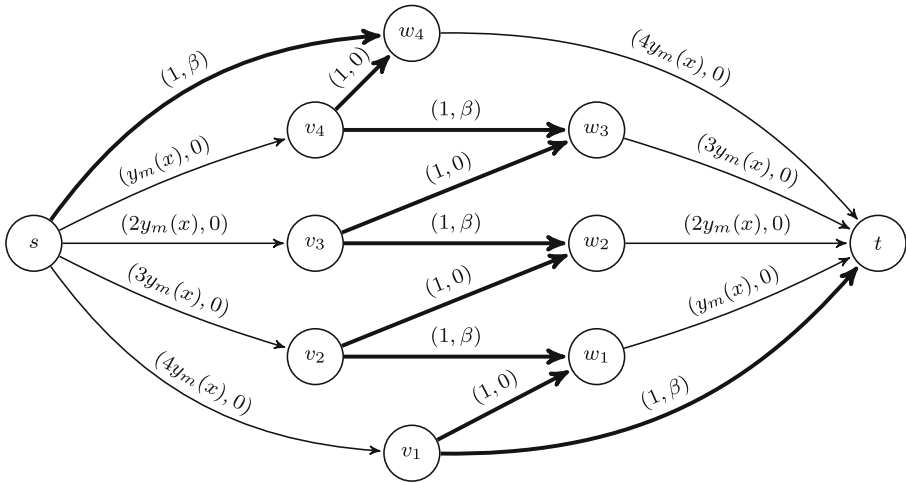 w₄
(4yₘ(x), 0)
(1, β)
(1, 0)
v₄
(1, β)
w₃
(yₘ(x), 0)
(3yₘ(x), 0)
(1, 0)
s
(2yₘ(x), 0)
v₃
(1, β)
w₂
(2yₘ(x), 0)
t
(3yₘ(x), 0)
(1, 0)
(yₘ(x), 0)
v₂
(1, β)
w₁
(4yₘ(x), 0)
(1, 0)
(1, β)
v₁